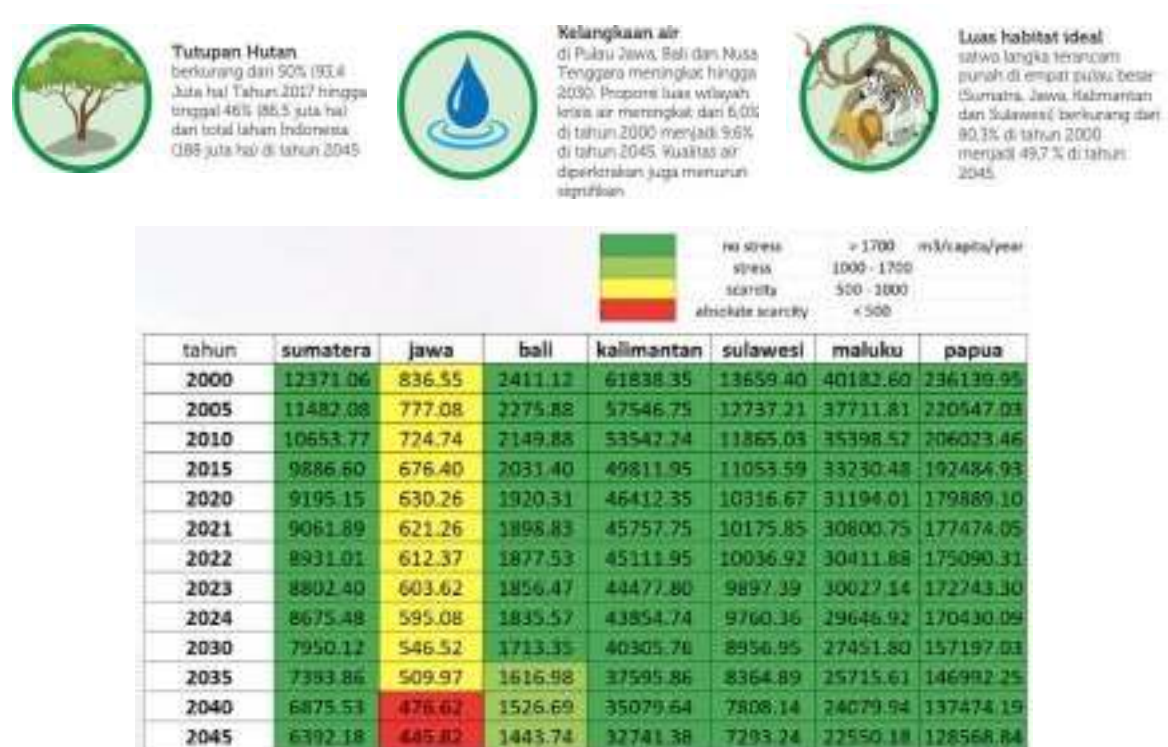 Tutupan Hutan
berkurang dari 50% (93,4
Juta ha) Tahun 2017 hingga
tinggal 46% (86,5 juta ha)
dari total lahan Indonesia
(188 juta ha) di tahun 2045
Kelangkaan air
di Pulau Jawa, Bali dan Nusa
Tenggara meningkat hingga
2030. Proporsi luas wilayah
krisis air meningkat dari 6,0%
di tahun 2000 menjadi 9,6%
di tahun 2045. Kualitas air
diperkirakan juga menurun
signifikan
Luas habitat ideal
satwa langka terancam
punah di empat pulau besar
(Sumatra, Jawa, Kalimantan
dan Sulawesi) berkurang dari
80,3% di tahun 2000
menjadi 49,7 % di tahun
2045.
no stress > 1700 m3/capita/year
stress 1000 - 1700
scarcity 500 - 1000
absolute scarcity < 500
tahun sumatera jawa bali kalimantan sulawesi maluku papua
2000 12371.06 836.55 2411.12 61838.35 13659.40 40182.60 236139.95
2005 11482.08 777.08 2275.88 57546.75 12737.21 37711.81 220547.03
2010 10653.77 724.74 2149.88 53542.24 11865.03 35398.52 206023.46
2015 9886.60 676.40 2031.40 49811.95 11053.59 33230.48 192484.93
2020 9195.15 630.26 1920.31 46412.35 10316.67 31194.01 179889.10
2021 9061.89 621.26 1898.83 45757.75 10175.85 30800.75 177474.05
2022 8931.01 612.37 1877.53 45111.95 10036.92 30411.88 175090.31
2023 8802.40 603.62 1856.47 44477.80 9897.39 30027.14 172743.30
2024 8675.48 595.08 1835.57 43854.74 9760.36 29646.92 170430.09
2030 7950.12 546.52 1713.35 40305.76 8956.95 27451.80 157197.03
2035 7393.86 509.97 1616.98 37595.86 8364.89 25715.61 146992.25
2040 6875.53 476.62 1526.69 35079.64 7808.14 24079.94 137474.19
2045 6392.18 445.82 1443.74 32741.38 7293.24 22550.18 128568.84